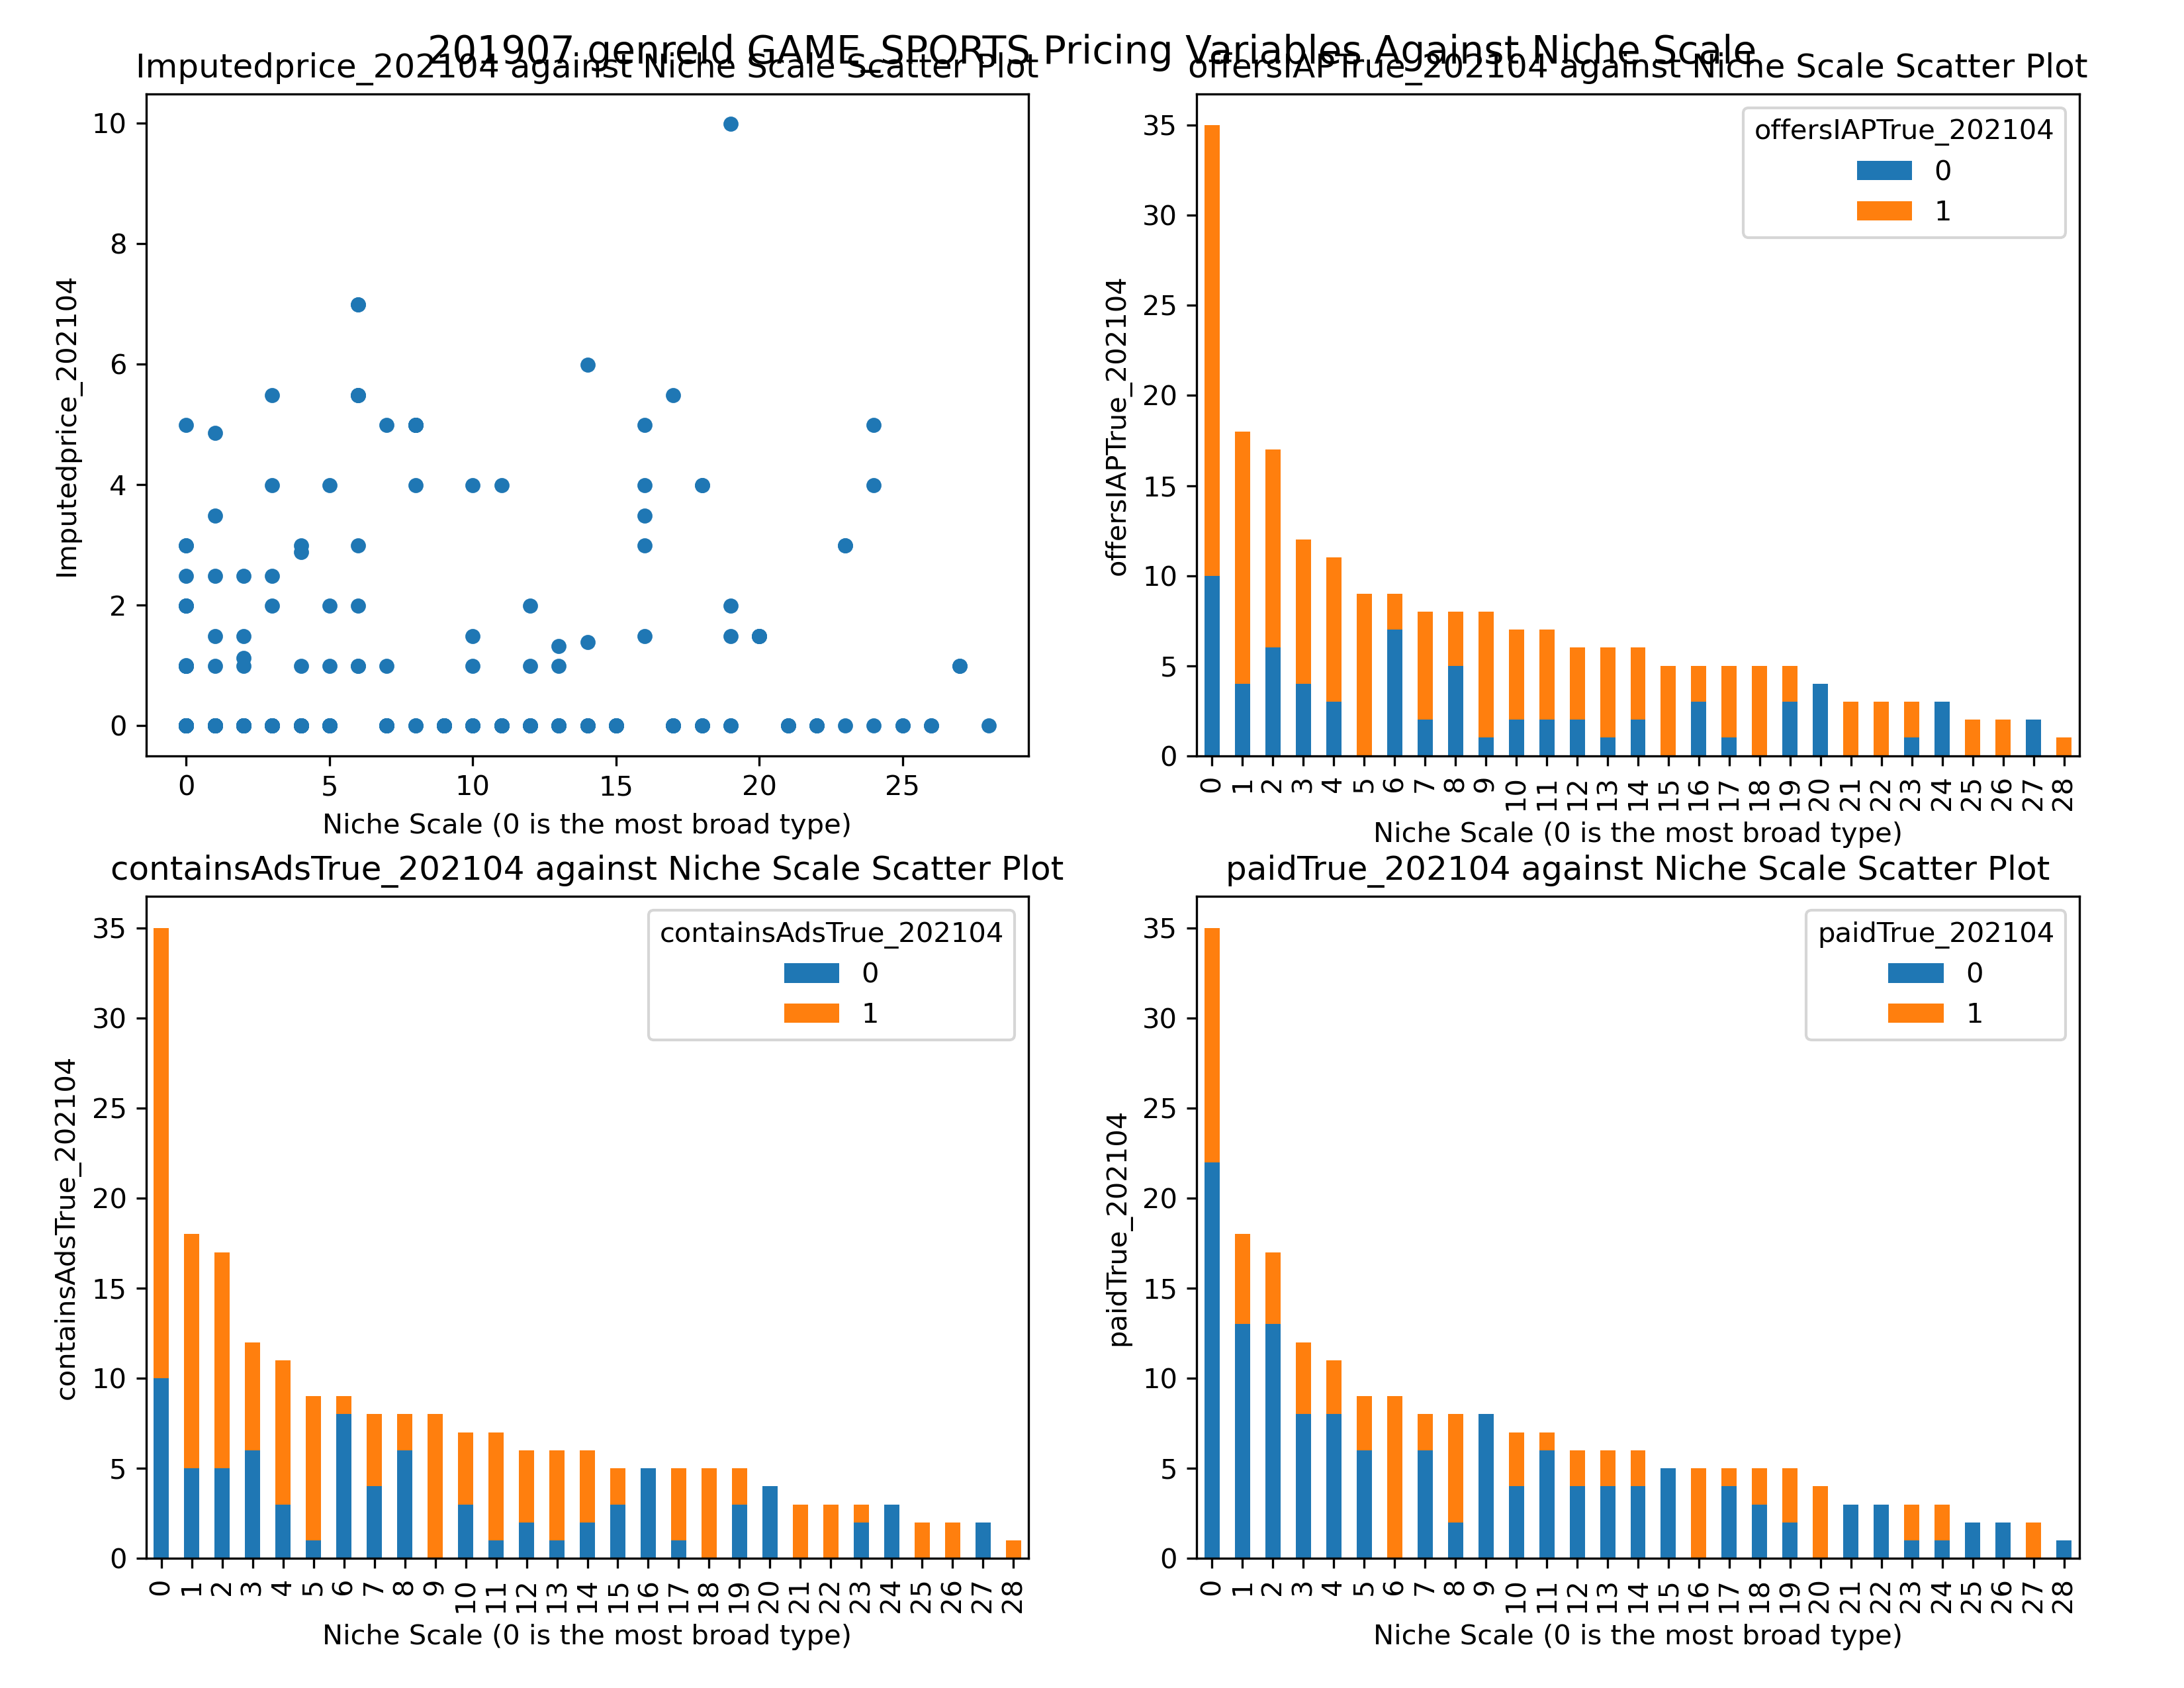 201907 genreId GAME_SPORTS Pricing Variables Against Niche Scale
Imputedprice_202104 against Niche Scale Scatter Plot
Imputedprice_202104
10
8
6
4
2
0
0 5 10 15 20 25
Niche Scale (0 is the most broad type)
offersIAPTrue_202104 against Niche Scale Scatter Plot
offersIAPTrue_202104
offersIAPTrue_202104
0
1
35
30
25
20
15
10
5
0
0 1 2 3 4 5 6 7 8 9 10 11 12 13 14 15 16 17 18 19 20 21 22 23 24 25 26 27 28
Niche Scale (0 is the most broad type)
containsAdsTrue_202104 against Niche Scale Scatter Plot
containsAdsTrue_202104
containsAdsTrue_202104
0
1
35
30
25
20
15
10
5
0
0 1 2 3 4 5 6 7 8 9 10 11 12 13 14 15 16 17 18 19 20 21 22 23 24 25 26 27 28
Niche Scale (0 is the most broad type)
paidTrue_202104 against Niche Scale Scatter Plot
paidTrue_202104
paidTrue_202104
0
1
35
30
25
20
15
10
5
0
0 1 2 3 4 5 6 7 8 9 10 11 12 13 14 15 16 17 18 19 20 21 22 23 24 25 26 27 28
Niche Scale (0 is the most broad type)